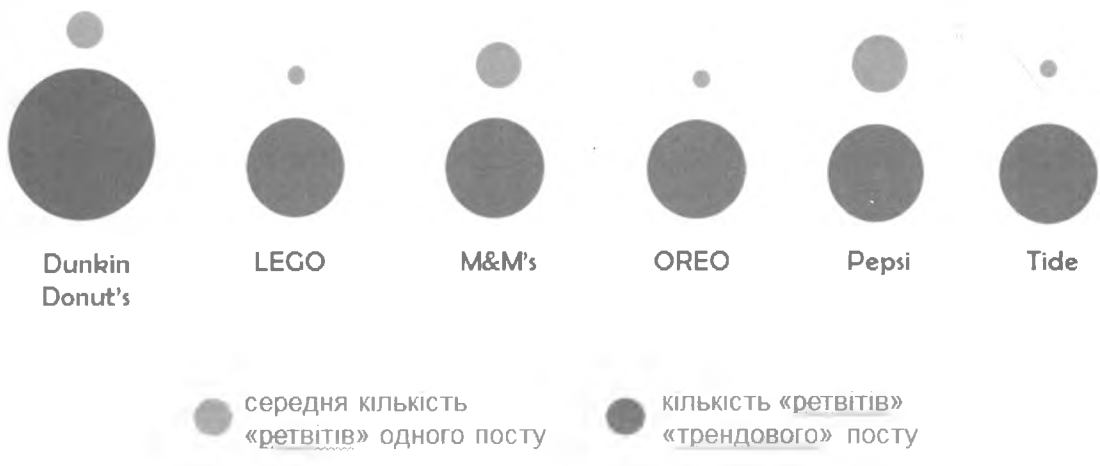 Dunkin
Donut's
LEGO
M&M's
OREO
Pepsi
Tide
середня кількість
«ретвітів» одного посту
кількість «ретвітів»
«трендового» посту